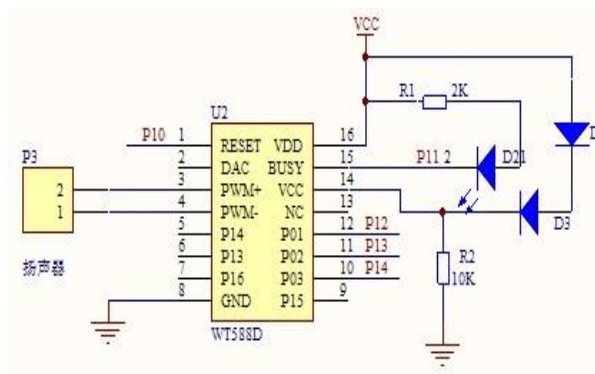 VCC
R1 2K
U2
P10 1 RESET VDD 16
2 DAC BUSY 15 P11 2 D21
3 PWM+ VCC 14
4 PWM- NC 13
5 P14 P01 12 P12
6 P13 P02 11 P13
7 P16 P03 10 P14
8 GND P15 9
WT588D
P3
2
1
扬声器
D
D3
R2
10K